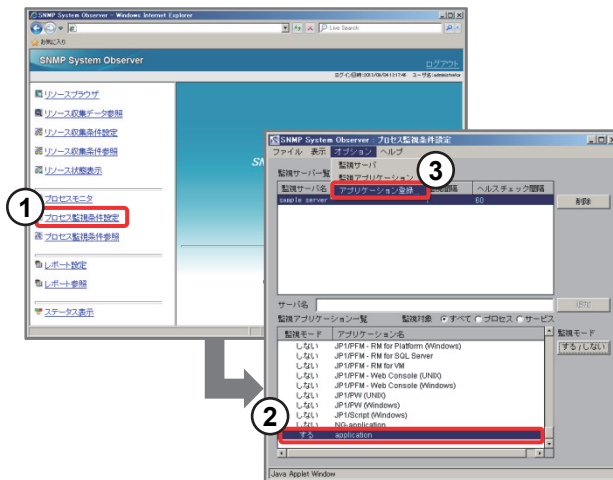 SNMP System Observer - Windows Internet Explorer
Live Search
お気に入り
SNMP System Observer
ログアウト
リソースブラウザ
リソース収集データ参照
リソース収集条件設定
リソース収集条件参照
リソース状態表示
プロセスモニタ
①
プロセス監視条件設定
プロセス監視条件参照
レポート設定
レポート参照
ステータス表示
SNMP System Observer : プロセス監視条件設定
ファイル 表示 オプション ヘルプ
監視サーバ
監視アプリケーション
③
アプリケーション登録
監視サーバ一覧
監視サーバ名 ヘルスチェック間隔
sample server 60
削除
サーバ名 追加
監視アプリケーション一覧 監視対象 すべて プロセス サービス
監視モード アプリケーション名
監視モード
する/しない
しない JP1/PFM - RM for Platform (Windows)
しない JP1/PFM - RM for SQL Server
しない JP1/PFM - RM for VM
しない JP1/PFM - Web Console (UNIX)
しない JP1/PFM - Web Console (Windows)
しない JP1/PW (UNIX)
しない JP1/PW (Windows)
しない JP1/Script (Windows)
しない NG-application
②
する application
Java Applet Window